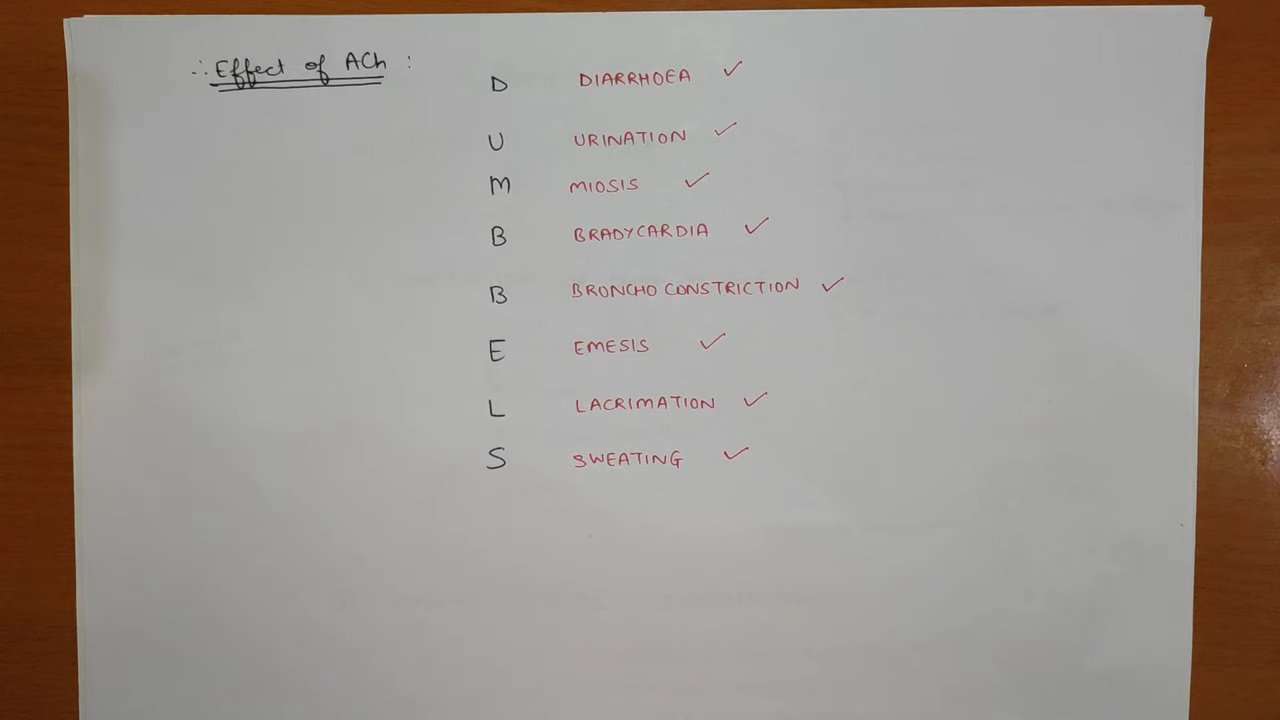 ∴ Effect of ACh :
D DIARRHOEA ✓
U URINATION ✓
M MIOSIS ✓
B BRADYCARDIA ✓
B BRONCHO CONSTRICTION ✓
E EMESIS ✓
L LACRIMATION ✓
S SWEATING ✓